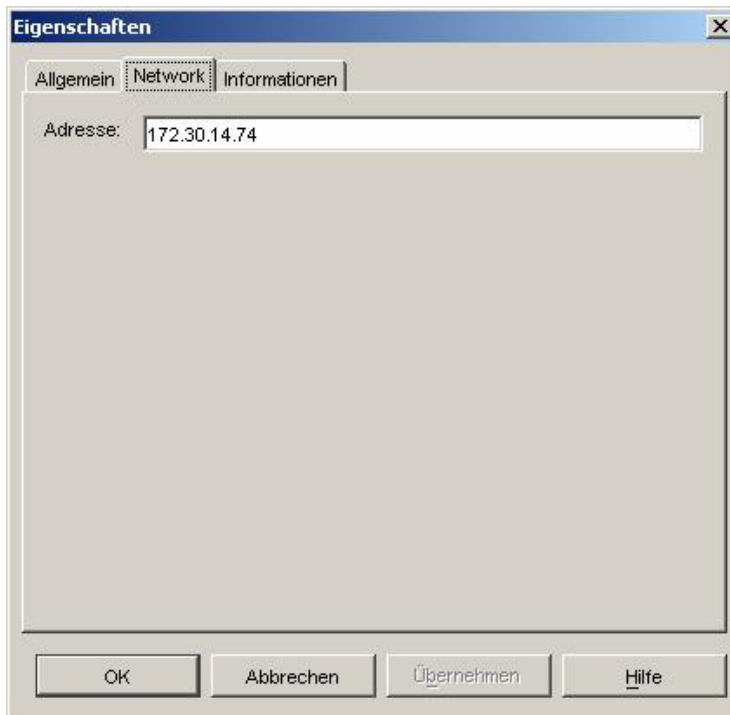 Eigenschaften
Allgemein Network Informationen
Adresse: 172.30.14.74
OK Abbrechen Übernehmen Hilfe